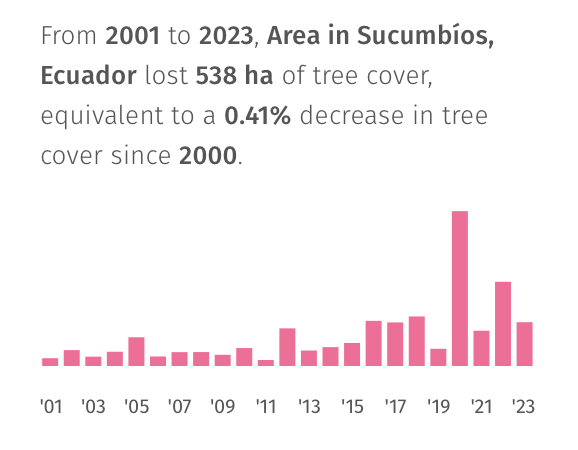 From 2001 to 2023, Area in Sucumbíos,
Ecuador lost 538 ha of tree cover,
equivalent to a 0.41% decrease in tree
cover since 2000.
'01 '03 '05 '07 '09 '11 '13 '15 '17 '19 '21 '23